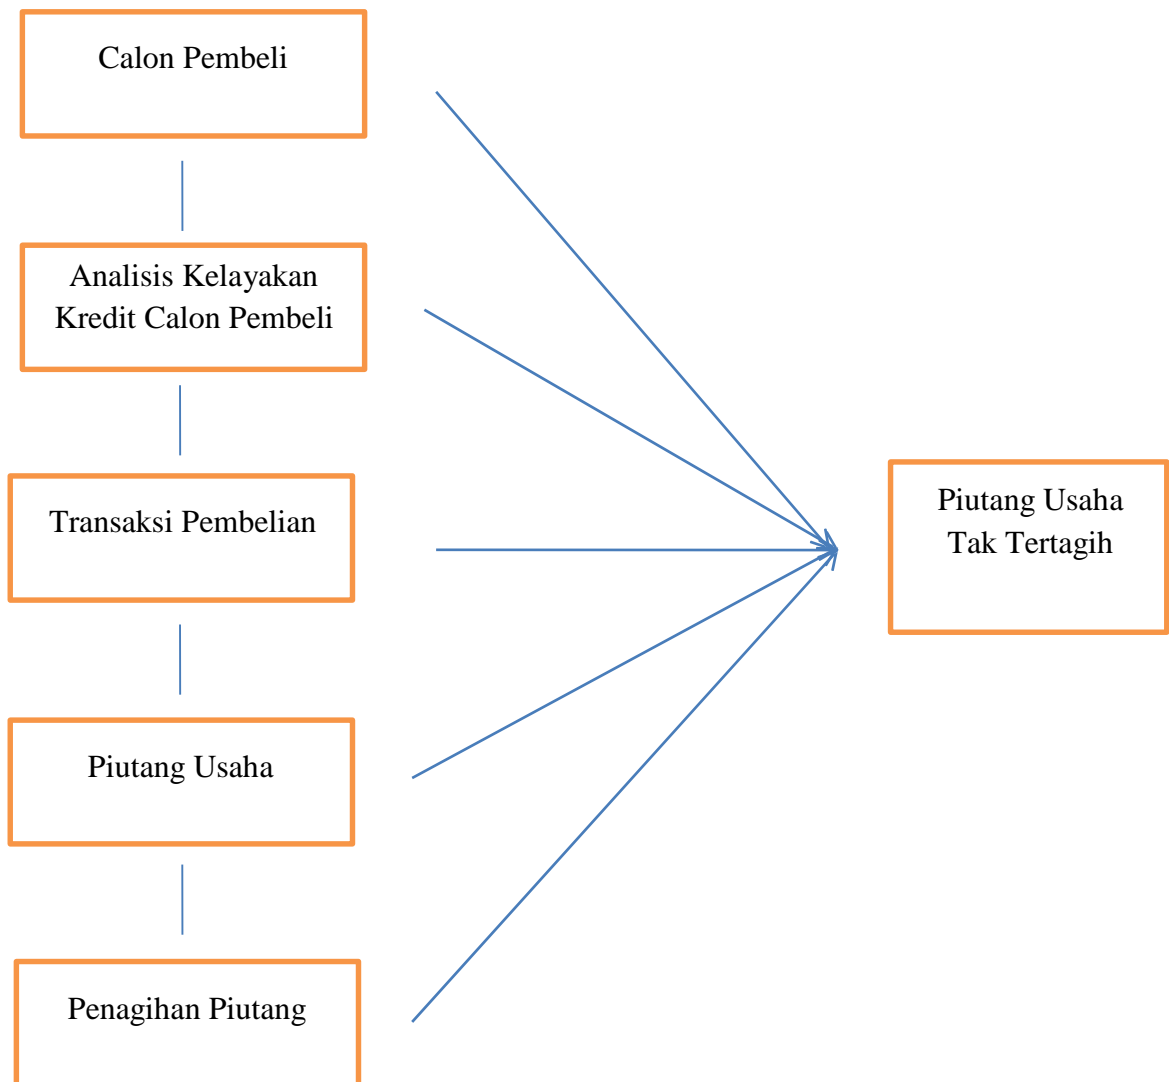 Calon Pembeli
Analisis Kelayakan
Kredit Calon Pembeli
Transaksi Pembelian
Piutang Usaha
Tak Tertagih
Piutang Usaha
Penagihan Piutang